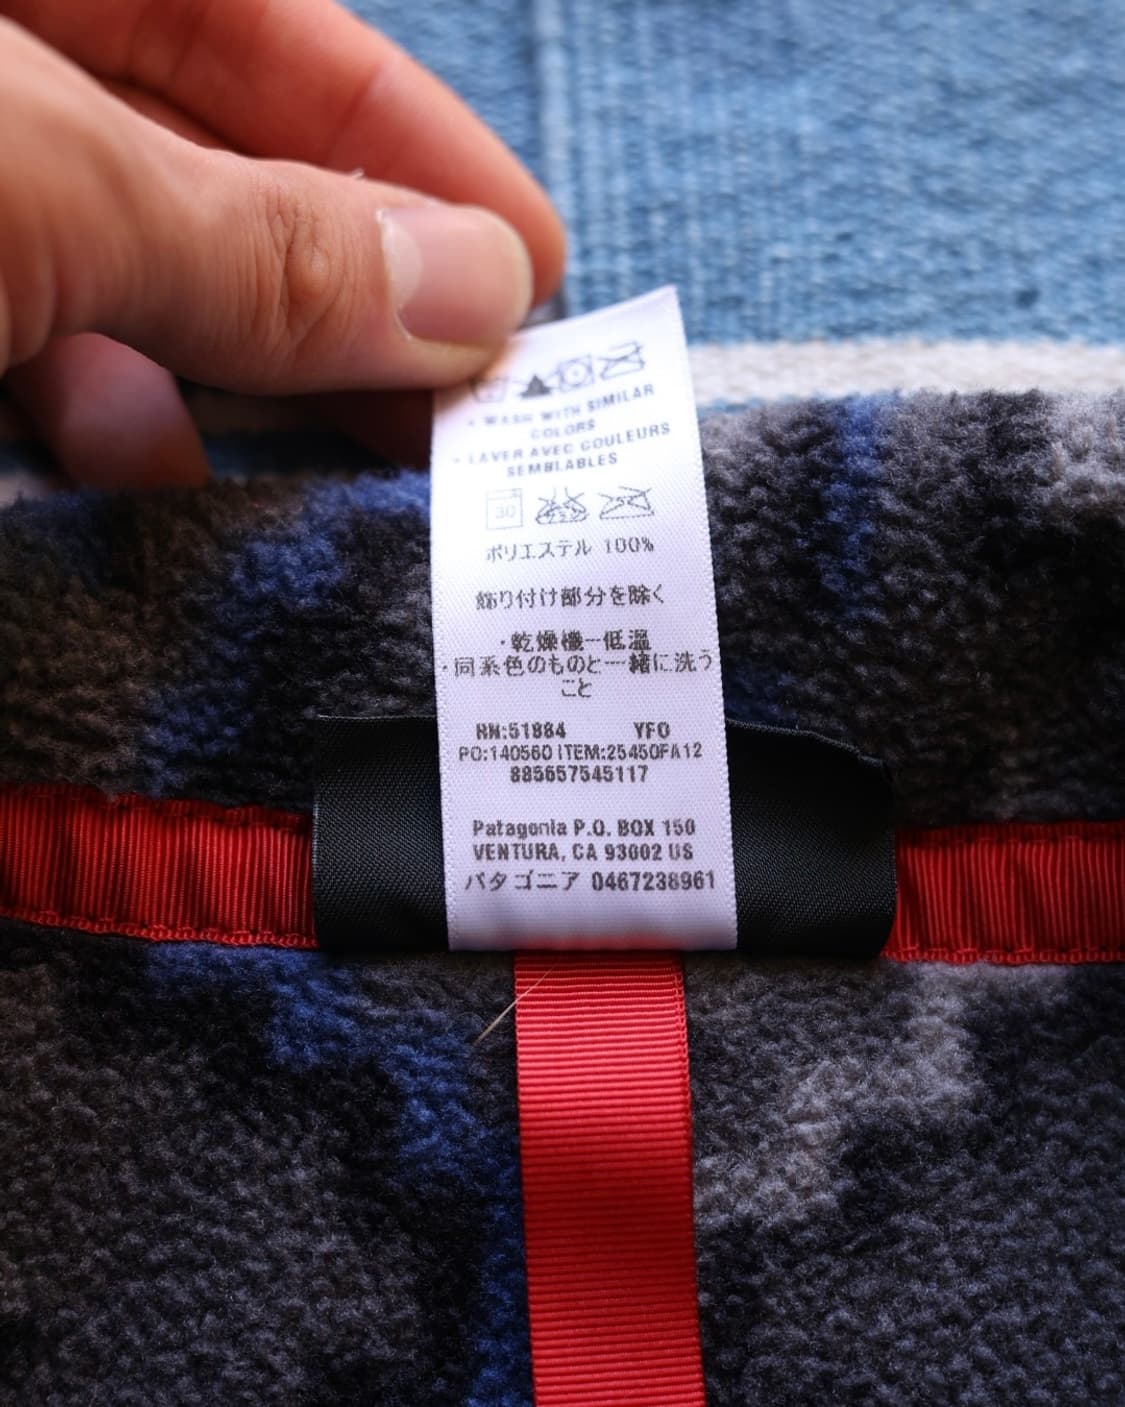 • WASH WITH SIMILAR
COLORS
• LAVER AVEC COULEURS
SEMBLABLES
30
ポリエステル 100%
飾り付け部分を除く
・乾燥機ー低温
・同系色のものと一緒に洗う
こと
RN:51884 YFO
PO:140560 ITEM:25450FA12
885657545117
Patagonia P.O. BOX 150
VENTURA, CA 93002 US
パタゴニア 0467238961